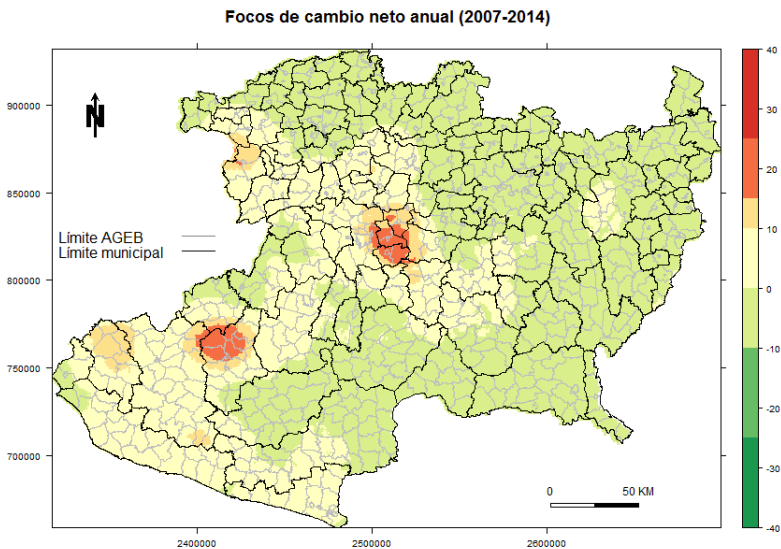 Focos de cambio neto anual (2007-2014)
40
30
20
10
0
-10
-20
-30
-40
900000
850000
800000
750000
700000
N
Límite AGEB
Límite municipal
0 50 KM
2400000 2500000 2600000